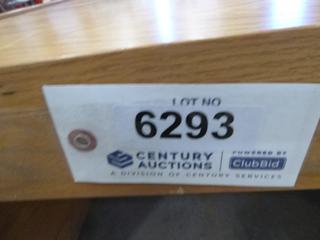 LOT NO
6293
CENTURY AUCTIONS
POWERED BY
ClubBid
A DIVISION OF CENTURY SERVICES